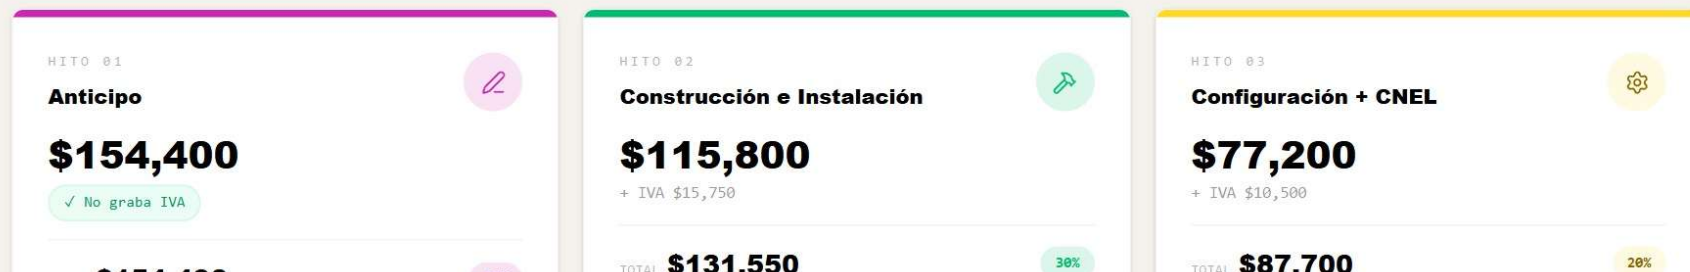 HITO 01
Anticipo
$154,400
✓ No graba IVA
HITO 02
Construcción e Instalación
$115,800
+ IVA $15,750
TOTAL $131,550
30%
HITO 03
Configuración + CNEL
$77,200
+ IVA $10,500
TOTAL $87,700
20%